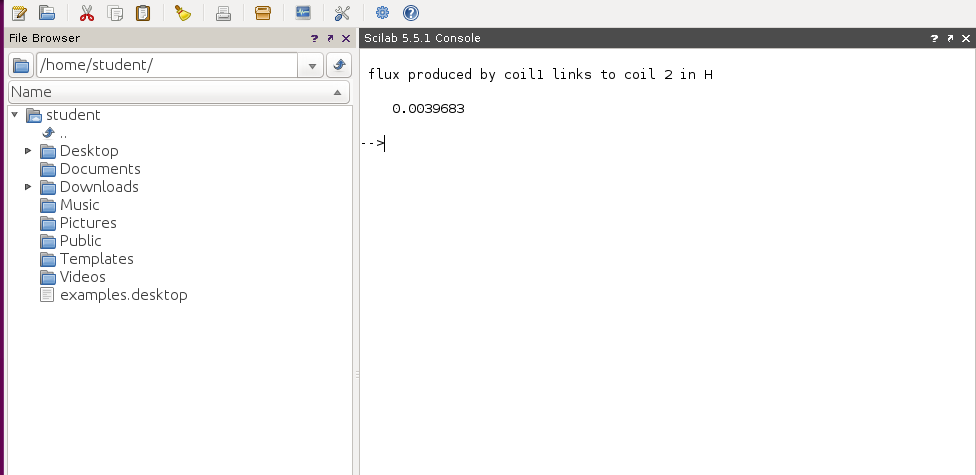 File Browser
? ↗ ✕
/home/student/
Name
student
..
Desktop
Documents
Downloads
Music
Pictures
Public
Templates
Videos
examples.desktop
Scilab 5.5.1 Console
? ↗ ✕
flux produced by coil1 links to coil 2 in H
0.0039683
-->